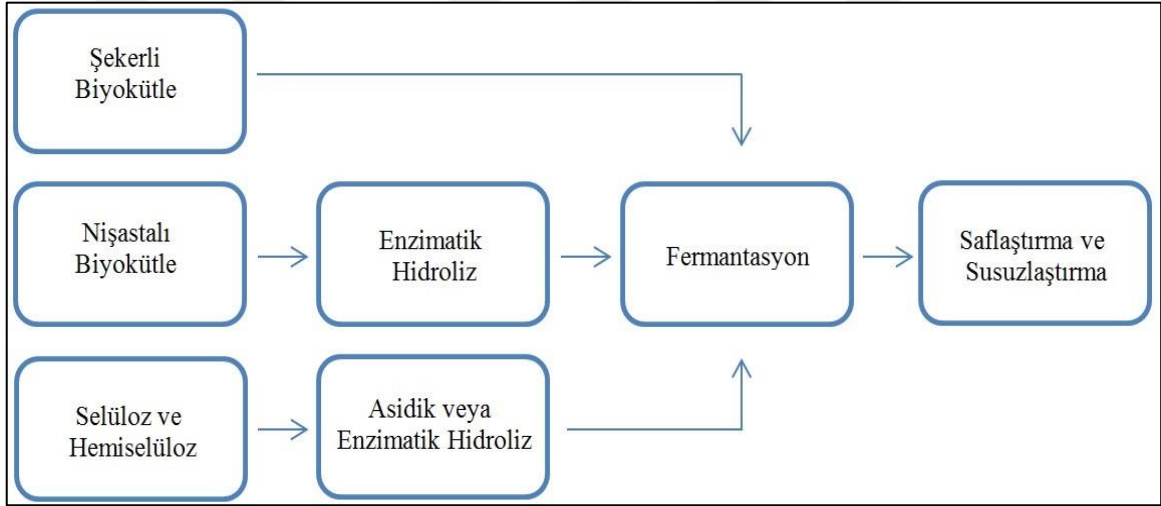 Şekerli
Biyokütle
Nişastalı
Biyokütle
Enzimatik
Hidroliz
Fermantasyon
Saflaştırma ve
Susuzlaştırma
Selüloz ve
Hemiselüloz
Asidik veya
Enzimatik Hidroliz